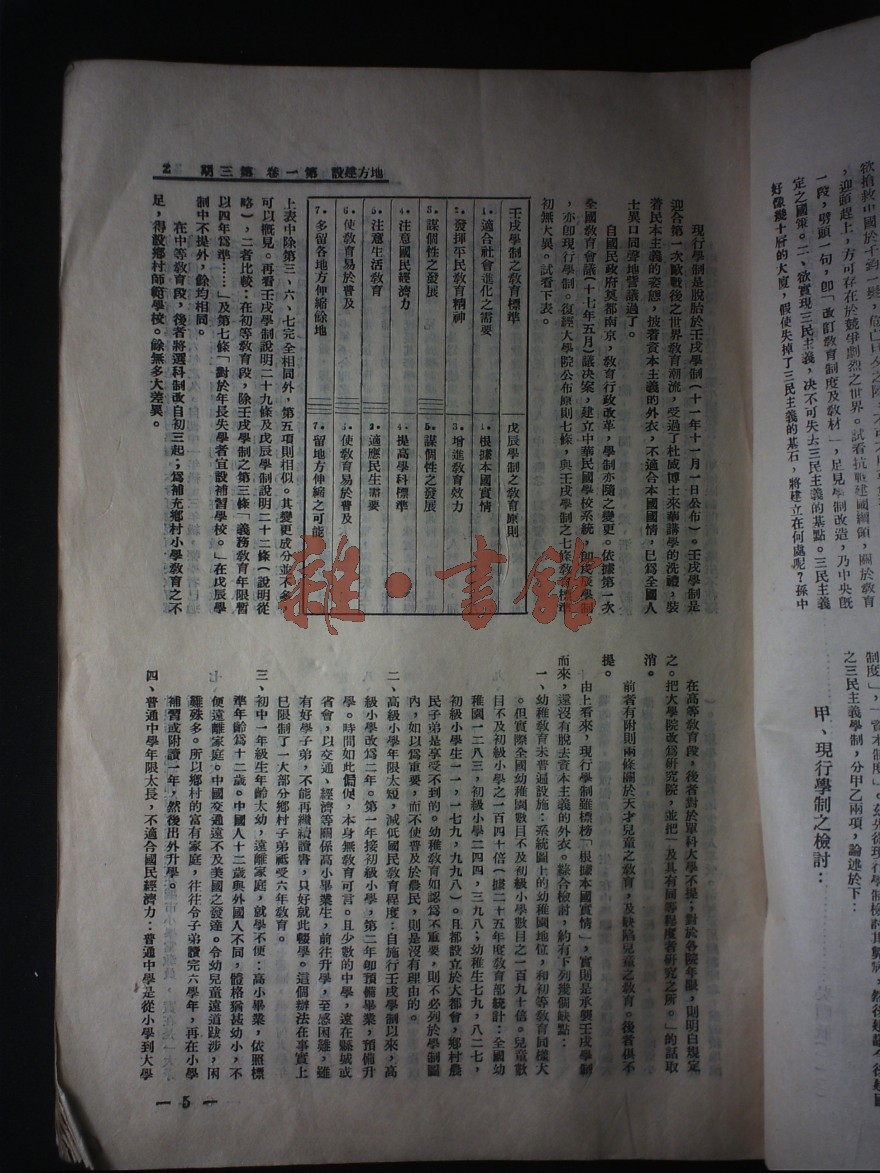 地方建設 第一卷 第三期 2
現行學制是脫胎於壬戌學制(十一年十一月一日公布)。壬戌學制是
迎合第一次歐戰後之世界教育潮流,受過了杜威博士來華講學的洗禮,裝
着民本主義的姿態,披着資本主義的外衣,不適合本國國情,已爲全國人
士異口同聲地嘗議過了。
自國民政府奠都南京,教育行政改革,學制亦隨之變更。依據第一次
全國教育會議(十七年五月)議決案,建立中華民國學校系統,卽戊辰學制
,亦卽現行學制。復經大學院公布原則七條,與壬戌學制之七條教育標準
初無大異。試看下表。
壬戌學制之教育標準
戊辰學制之教育原則
1.適合社會進化之需要
1.根據本國實情
2.發揮平民教育精神
3.增進教育效力
3.謀個性之發展
5.謀個性之發展
4.注意國民經濟力
4.提高學科標準
5.注意生活教育
2.適應民生需要
6.使教育易於普及
6.使教育易於普及
7.多留各地方伸縮餘地
7.留地方伸縮之可能
上表中除第三、六、七完全相同外,第五項則相似。其變更成分並不多
可以概見。再看壬戌學制說明二十九條及戊辰學制說明二十二條(說明從
略),二者比較:在初等教育段,除壬戌學制之第三條「義務教育年限暫
以四年爲準……」及第七條「對於年長失學者宜設補習學校。」在戊辰學
制中不提外,餘均相同。
在中等教育段,後者將選科制改自初三起;爲補充鄉村小學教育之不
足,得設鄉村師範學校。餘無多大差異。
在高等教育段,後者對於單科大學不提,對於各院年限,則明白規定
之。把大學院改爲研究院,並把「及具有同等程度者研究之所。」的話取
消。
前者有附則兩條關於天才兒童之教育,及缺陷兒童之教育。後者俱不
提。
由上看來,現行學制雖標榜「根據本國實情」,實則是承襲壬戌學制
而來,還沒有脫去資本主義的外衣。綜合檢討,約有下列幾個缺點:
一、幼稚教育未普遍設施:系統圖上的幼稚園地位,和初等教育同樣大
。但實際全國幼稚園數目不及初級小學數目之一百九十倍。兒童數
目不及初級小學之一百四十倍(據二十五年度教育部統計:全國幼
稚園一二八三,初級小學二四四,三九八;幼稚生七九,八二七,
初級小學生一一,一七九,九九八)。且都設立於大都會,鄉村農
民子弟是享受不到的。幼稚教育如認爲不重要,則不必列於學制圖
內,如以爲重要,而不使普及於農民,則是沒有理由的。
二、高級小學年限太短,減低國民教育程度:自施行壬戌學制以來,高
級小學改爲二年。第一年接初級小學,第二年卽預備畢業,預備升
學。時間如此侷促,本身無教育可言。且少數的中學,遠在縣城或
省會,以交通、經濟等關係高小畢業生,前往升學,至感困難,雖
有好學子弟,不能再繼續讀書,只好就此輟學。這個辦法在事實上
已限制了一大部分鄉村子弟祗受六年教育。
三、初中一年級生年齡太幼,遠離家庭,就學不便:高小畢業,依照標
準年齡爲十二歲。中國人十二歲與外國人不同,體格猶甚幼小,不
便遠離家庭。中國交通遠不及美國之發達。令幼兒童遠道跋涉,困
難殊多。所以鄉村的富有家庭,往往令子弟讀完六學年,再在小學
補習或附讀一年,然後出外升學。
四、普通中學年限太長,不適合國民經濟力:普通中學是從小學到大學
— 5 —
,迎頭趕上,方可存在於競爭劇烈之世界。試看抗戰建國綱領,關於教育
一段,劈頭一句,卽「改訂教育制度及教材」,足見學制改造,乃中央旣
定之國策。二、欲實現三民主義,决不可失去三民主義的基點。三民主義
好像幾十層的大廈,假使失掉了三民主義的基石,將建立在何處呢?孫中
之三民主義學制,分甲乙兩項,論述於下:
甲、現行學制之檢討:
雜·書館